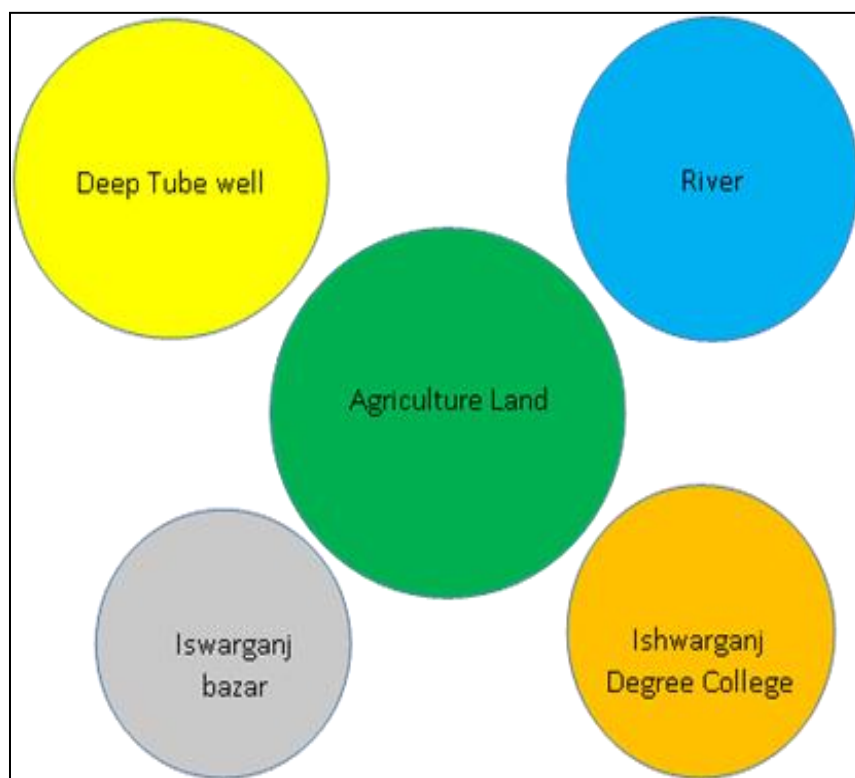 Deep Tube well
River
Agriculture Land
Iswarganj
bazar
Ishwarganj
Degree College